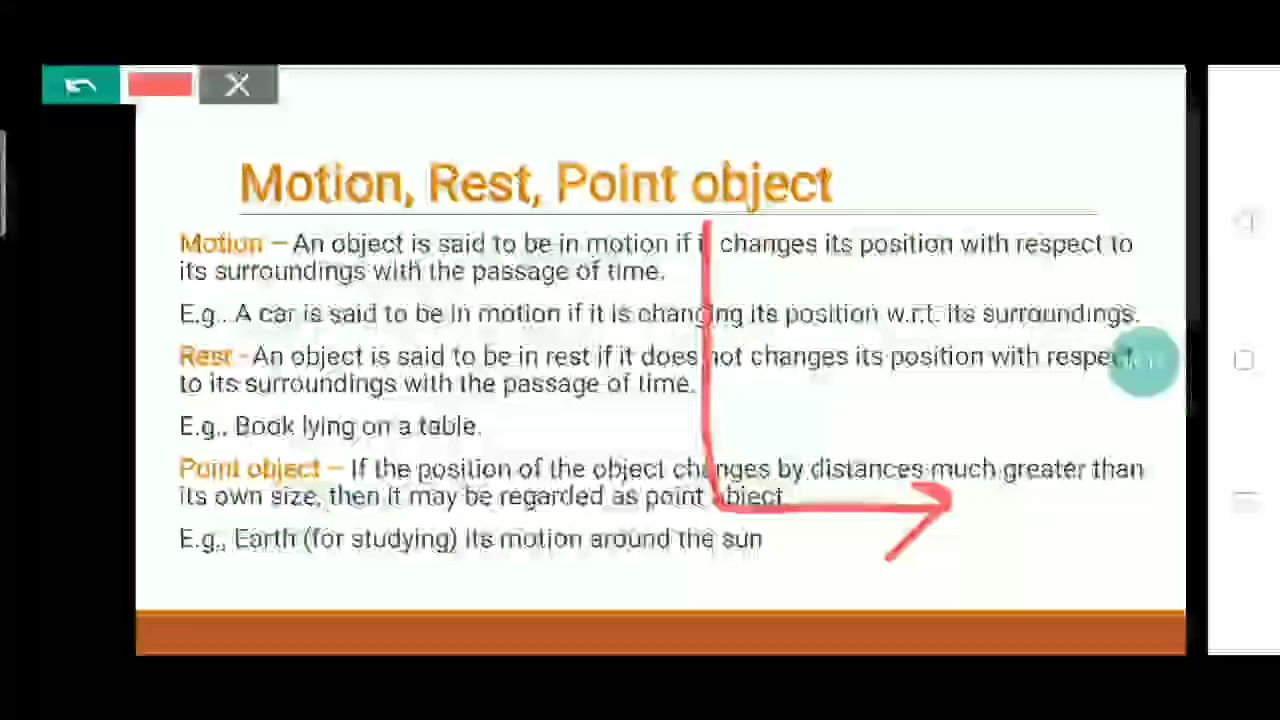 Motion, Rest, Point object
Motion – An object is said to be in motion if it changes its position with respect to
its surroundings with the passage of time.
E.g.. A car is said to be in motion if it is changing its position w.r.t. its surroundings.
Rest - An object is said to be in rest if it does not changes its position with respect
to its surroundings with the passage of time.
E.g., Book lying on a table.
Point object – If the position of the object changes by distances much greater than
its own size, then it may be regarded as point object
E.g., Earth (for studying) its motion around the sun